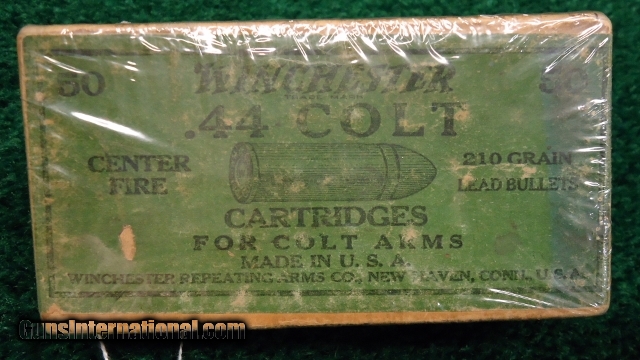 50 WINCHESTER 50
.44 COLT
CENTER FIRE
210 GRAIN LEAD BULLETS
CARTRIDGES
FOR COLT ARMS
MADE IN U.S.A.
WINCHESTER REPEATING ARMS CO., NEW HAVEN, CONN., U.S.A.
GunsInternational.com